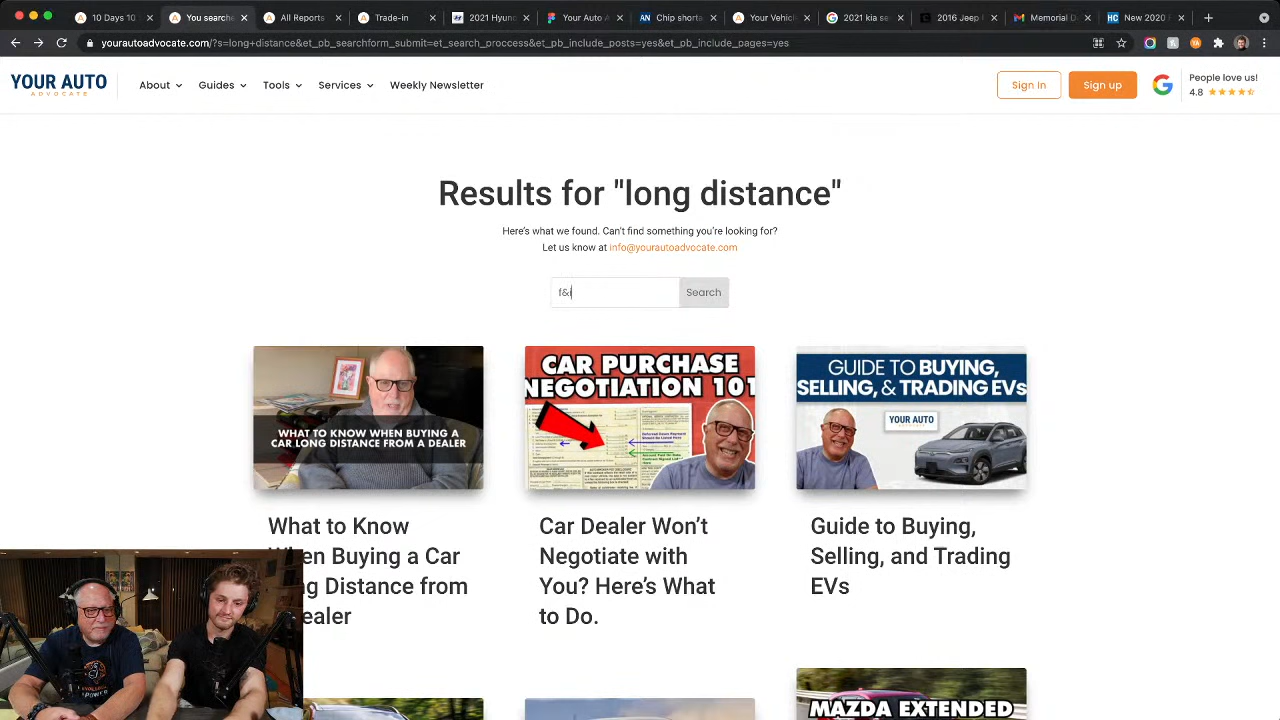 10 Days 10
You searche
All Reports
Trade-in
2021 Hyund
Your Auto A
Chip shorta
Your Vehicl
2021 kia se
2016 Jeep
Memorial D
New 2020
yourautoadvocate.com/?s=long+distance&et_pb_searchform_submit=et_search_proccess&et_pb_include_posts=yes&et_pb_include_pages=yes
YOUR AUTO
ADVOCATE
About
Guides
Tools
Services
Weekly Newsletter
Sign In
Sign up
People love us!
4.8
Results for "long distance"
Here's what we found. Can't find something you're looking for?
Let us know at info@yourautoadvocate.com
f&i
Search
WHAT TO KNOW WHEN BUYING A
CAR LONG DISTANCE FROM A DEALER
CAR PURCHASE
NEGOTIATION 101
GUIDE TO BUYING,
SELLING, & TRADING EVs
YOUR AUTO
What to Know
When Buying a Car
ng Distance from
ealer
Car Dealer Won't
Negotiate with
You? Here's What
to Do.
Guide to Buying,
Selling, and Trading
EVs
MAZDA EXTENDED